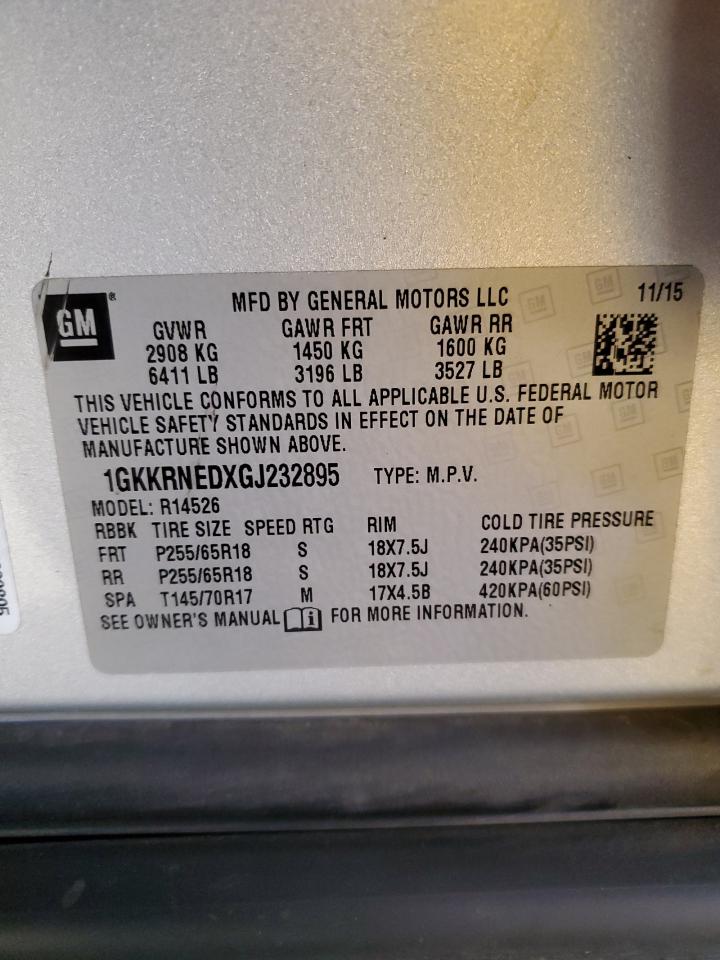 GM ®
MFD BY GENERAL MOTORS LLC 11/15
GVWR GAWR FRT GAWR RR
2908 KG 1450 KG 1600 KG
6411 LB 3196 LB 3527 LB
THIS VEHICLE CONFORMS TO ALL APPLICABLE U.S. FEDERAL MOTOR
VEHICLE SAFETY STANDARDS IN EFFECT ON THE DATE OF
MANUFACTURE SHOWN ABOVE.
1GKKRNEDXGJ232895 TYPE: M.P.V.
MODEL: R14526
RBBK TIRE SIZE SPEED RTG RIM COLD TIRE PRESSURE
FRT P255/65R18 S 18X7.5J 240KPA(35PSI)
RR P255/65R18 S 18X7.5J 240KPA(35PSI)
SPA T145/70R17 M 17X4.5B 420KPA(60PSI)
SEE OWNER'S MANUAL i FOR MORE INFORMATION.